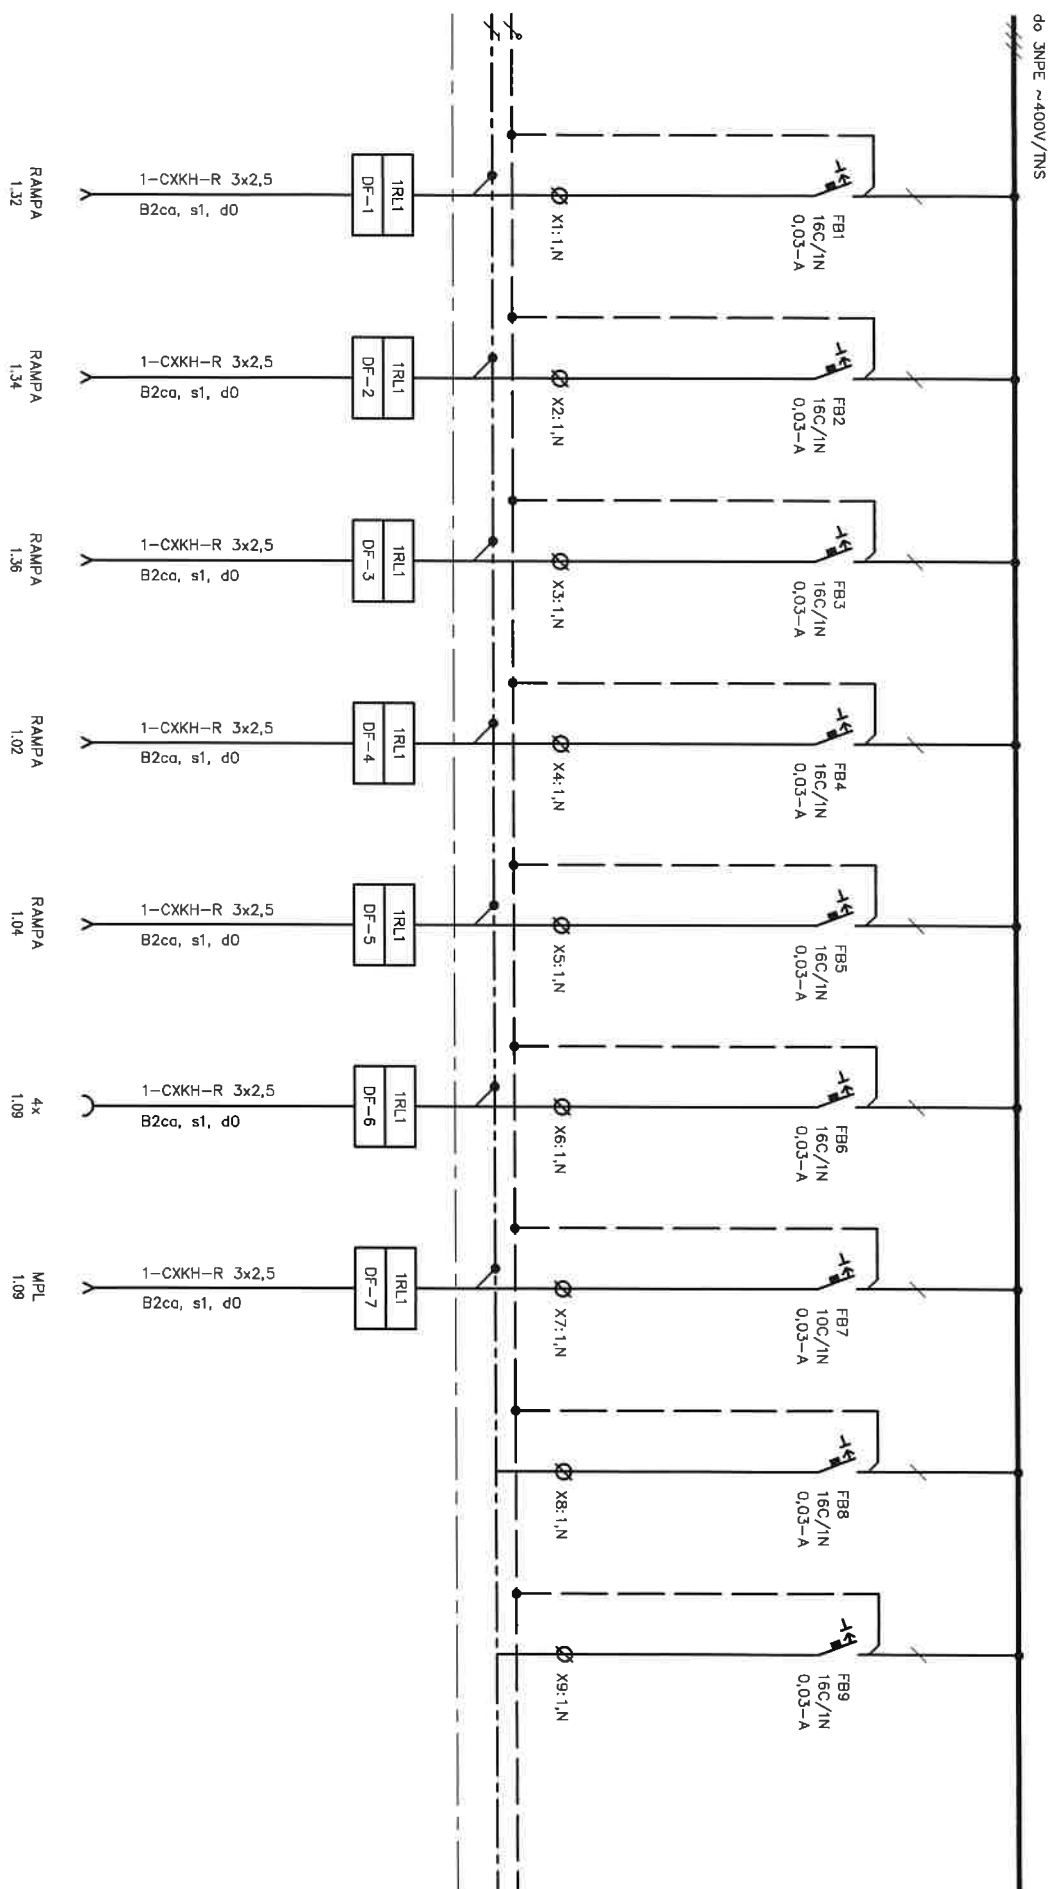 do 3NPE ~400V/TNS
FB1
16C/1N
0,03-A
X1:1,N
1RL1
DF-1
1-CXKH-R 3x2,5
B2ca, s1, d0
RAMPA
1.32
FB2
16C/1N
0,03-A
X2:1,N
1RL1
DF-2
1-CXKH-R 3x2,5
B2ca, s1, d0
RAMPA
1.34
FB3
16C/1N
0,03-A
X3:1,N
1RL1
DF-3
1-CXKH-R 3x2,5
B2ca, s1, d0
RAMPA
1.36
FB4
16C/1N
0,03-A
X4:1,N
1RL1
DF-4
1-CXKH-R 3x2,5
B2ca, s1, d0
RAMPA
1.02
FB5
16C/1N
0,03-A
X5:1,N
1RL1
DF-5
1-CXKH-R 3x2,5
B2ca, s1, d0
RAMPA
1.04
FB6
16C/1N
0,03-A
X6:1,N
1RL1
DF-6
1-CXKH-R 3x2,5
B2ca, s1, d0
4x
1.09
FB7
10C/1N
0,03-A
X7:1,N
1RL1
DF-7
1-CXKH-R 3x2,5
B2ca, s1, d0
MPL
1.09
FB8
16C/1N
0,03-A
X8:1,N
FB9
16C/1N
0,03-A
X9:1,N